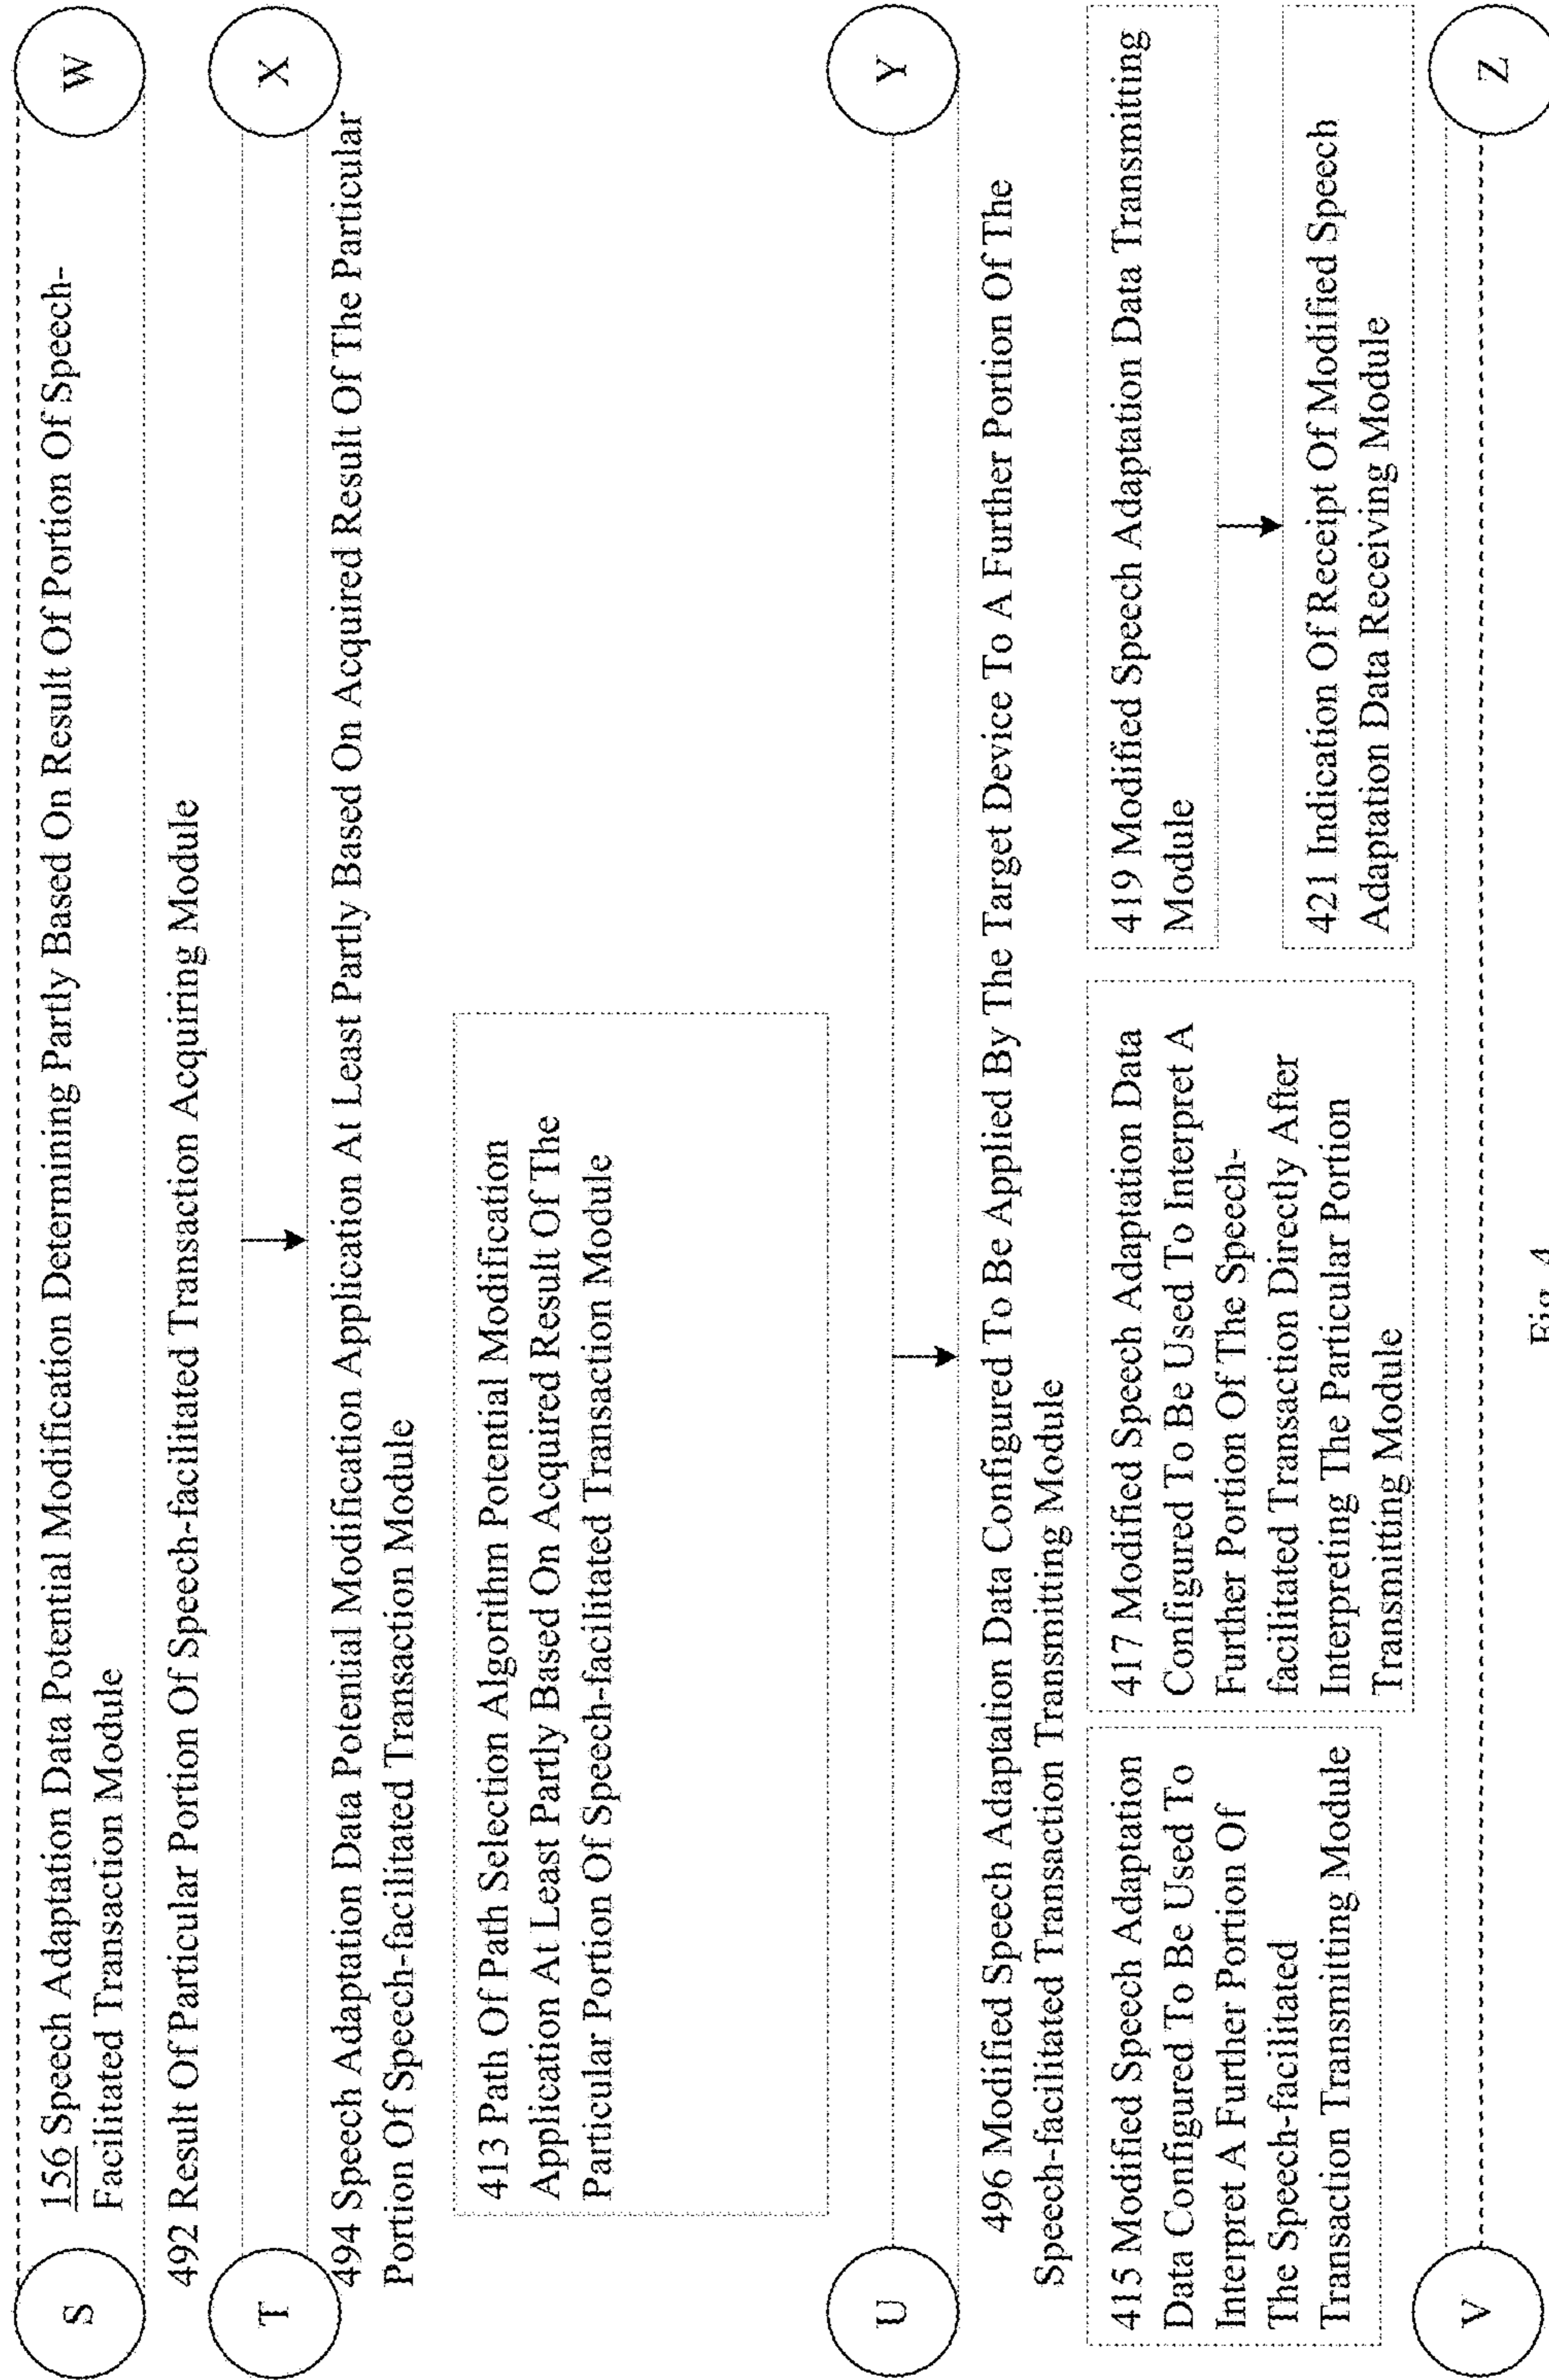 S
156 Speech Adaptation Data Potential Modification Determining Partly Based On Result Of Portion Of Speech-
Facilitated Transaction Module
W
492 Result Of Particular Portion Of Speech-facilitated Transaction Acquiring Module
T
X
494 Speech Adaptation Data Potential Modification Application At Least Partly Based On Acquired Result Of The Particular
Portion Of Speech-facilitated Transaction Module
413 Path Of Path Selection Algorithm Potential Modification
Application At Least Partly Based On Acquired Result Of The
Particular Portion Of Speech-facilitated Transaction Module
U
Y
496 Modified Speech Adaptation Data Configured To Be Applied By The Target Device To A Further Portion Of The
Speech-facilitated Transaction Transmitting Module
415 Modified Speech Adaptation
Data Configured To Be Used To
Interpret A Further Portion Of
The Speech-facilitated
Transaction Transmitting Module
417 Modified Speech Adaptation Data
Configured To Be Used To Interpret A
Further Portion Of The Speech-
facilitated Transaction Directly After
Interpreting The Particular Portion
Transmitting Module
419 Modified Speech Adaptation Data Transmitting
Module
421 Indication Of Receipt Of Modified Speech
Adaptation Data Receiving Module
V
Z
Fig. 4